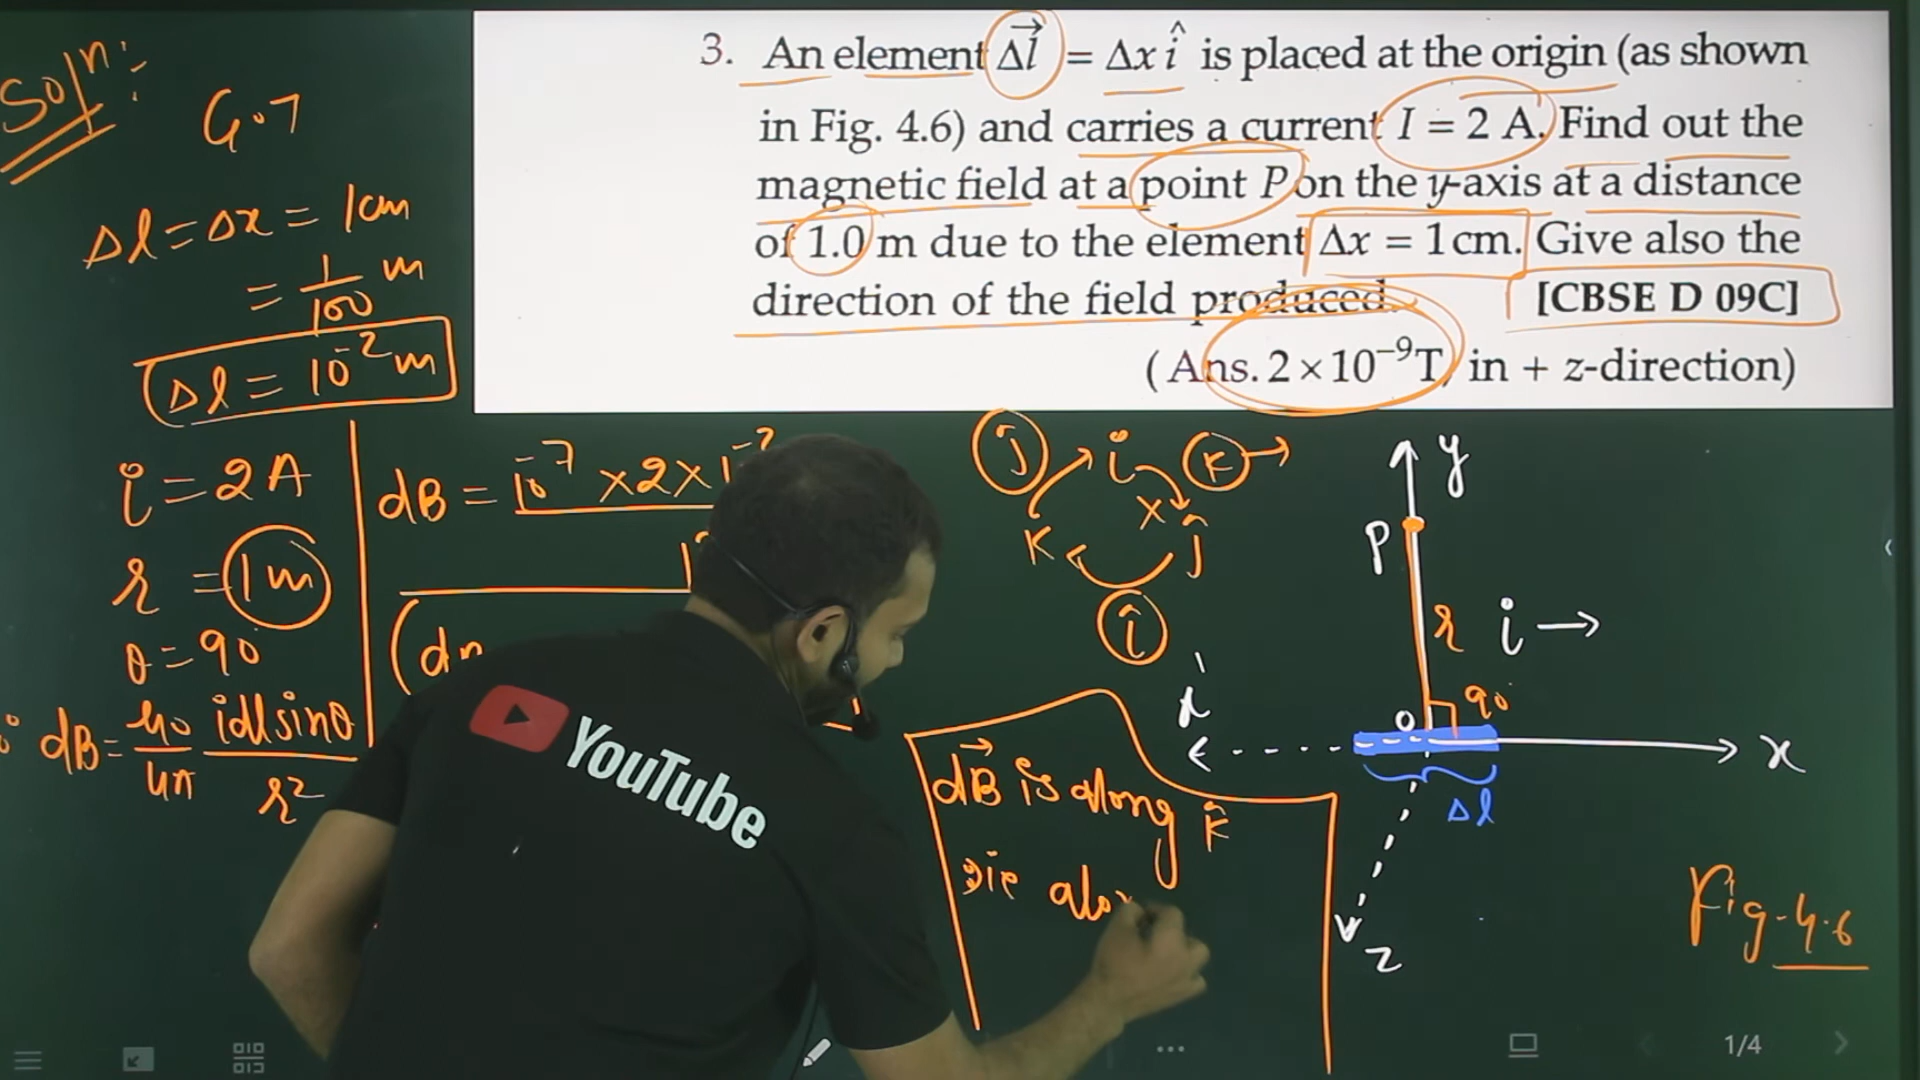 3. An element Δl⃗ = Δx î is placed at the origin (as shown
in Fig. 4.6) and carries a current I = 2 A. Find out the
magnetic field at a point P on the y-axis at a distance
of 1.0 m due to the element Δx = 1 cm. Give also the
direction of the field produced. [CBSE D 09C]
(Ans. 2 × 10⁻⁹ T, in + z-direction)
Soln:
G.7
Δl = Δx = 1cm
= 1/100 m
Δl = 10⁻² m
i = 2A
r = 1m
θ = 90
dB = μ0/4π idlsinθ/r²
dB = 10⁻⁷ × 2 ×
j i k
k x ĵ
î
dB⃗ is along k̂
ie
y
P
r i →
O 90
x' x
Δl
z
Fig-4.6
YouTube
1/4